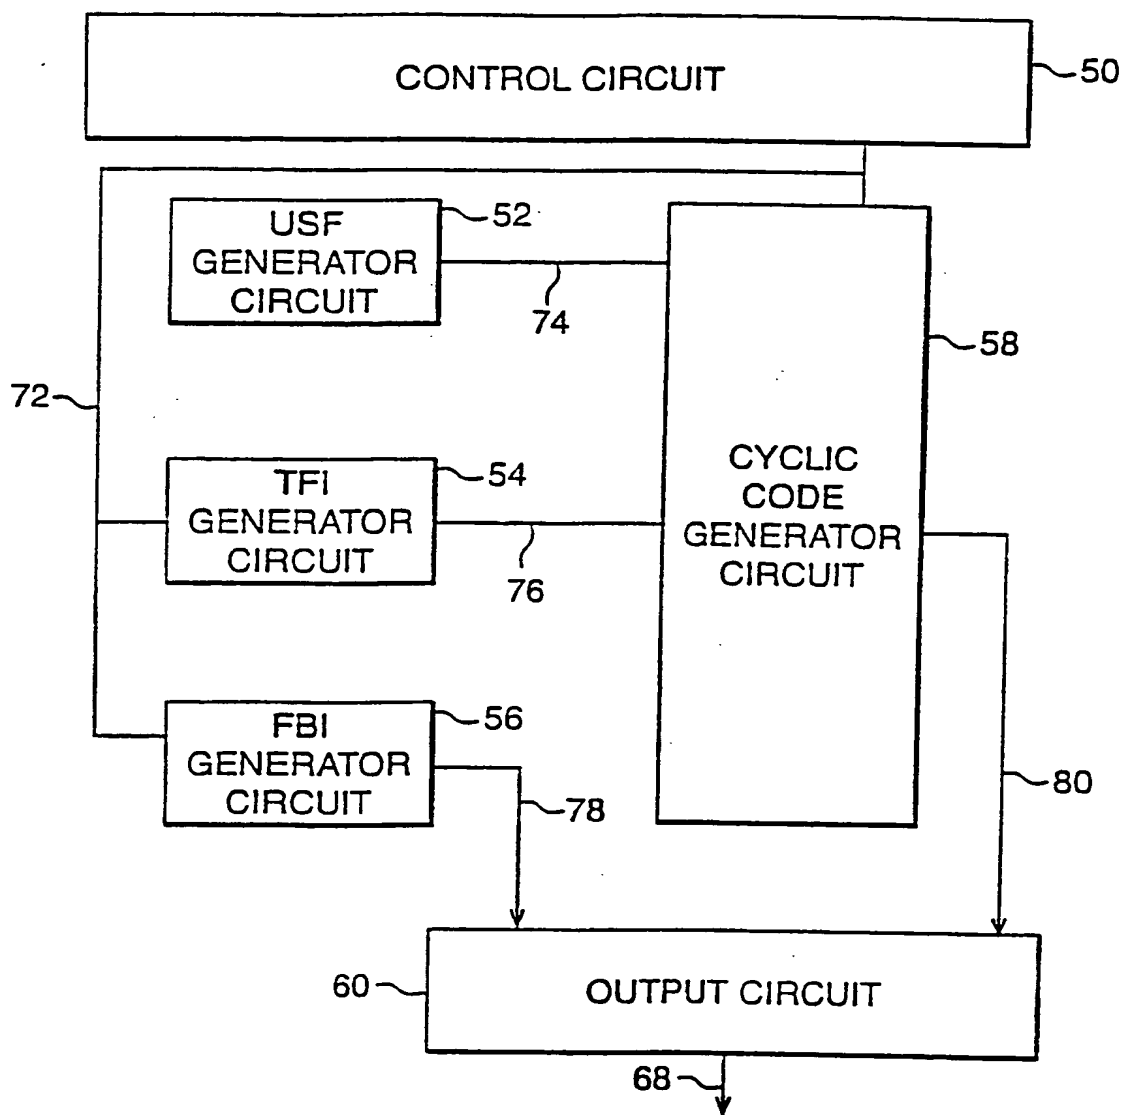 CONTROL CIRCUIT
50
USF
GENERATOR
CIRCUIT
52
74
58
72
TFI
GENERATOR
CIRCUIT
54
76
CYCLIC
CODE
GENERATOR
CIRCUIT
FBI
GENERATOR
CIRCUIT
56
78
80
60
OUTPUT CIRCUIT
68